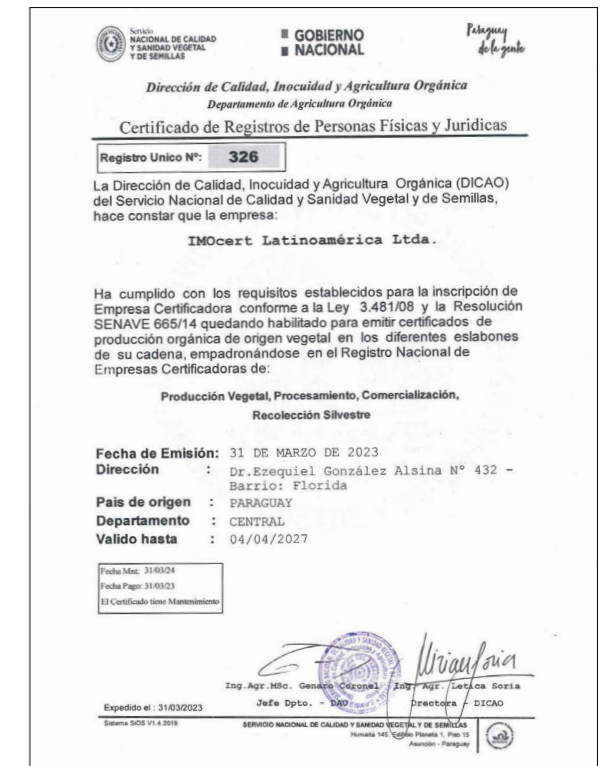 Servicio
NACIONAL DE CALIDAD
Y SANIDAD VEGETAL
Y DE SEMILLAS
GOBIERNO
NACIONAL
Paraguay
de la gente
Dirección de Calidad, Inocuidad y Agricultura Orgánica
Departamento de Agricultura Orgánica
Certificado de Registros de Personas Físicas y Juridicas
Registro Unico Nº: 326
La Dirección de Calidad, Inocuidad y Agricultura Orgánica (DICAO)
del Servicio Nacional de Calidad y Sanidad Vegetal y de Semillas,
hace constar que la empresa:
IMOcert Latinoamérica Ltda.
Ha cumplido con los requisitos establecidos para la inscripción de
Empresa Certificadora conforme a la Ley 3.481/08 y la Resolución
SENAVE 665/14 quedando habilitado para emitir certificados de
producción orgánica de origen vegetal en los diferentes eslabones
de su cadena, empadronándose en el Registro Nacional de
Empresas Certificadoras de:
Producción Vegetal, Procesamiento, Comercialización,
Recolección Silvestre
Fecha de Emisión: 31 DE MARZO DE 2023
Dirección : Dr.Ezequiel González Alsina Nº 432 -
Barrio: Florida
Pais de origen : PARAGUAY
Departamento : CENTRAL
Valido hasta : 04/04/2027
Fecha Mnt: 31/03/24
Fecha Pago: 31/03/23
El Certificado tiene Mantenimiento
Ing.Agr.MSc. Genaro Coronel
Jefe Dpto. - DAO
Ing. Agr. Letica Soria
Directora - DICAO
Expedido el : 31/03/2023
Sistema SIOS V1.4.2019
SERVICIO NACIONAL DE CALIDAD Y SANIDAD VEGETAL Y DE SEMILLAS
Humaitá 145. Edificio Planeta 1, Piso 15
Asunción - Paraguay